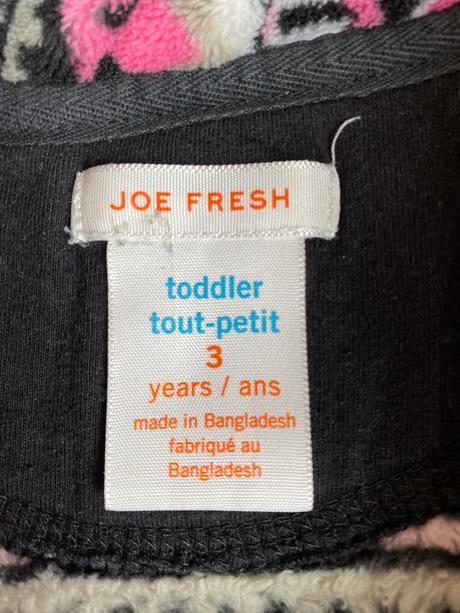 JOE FRESH
toddler
tout-petit
3
years / ans
made in Bangladesh
fabriqué au
Bangladesh